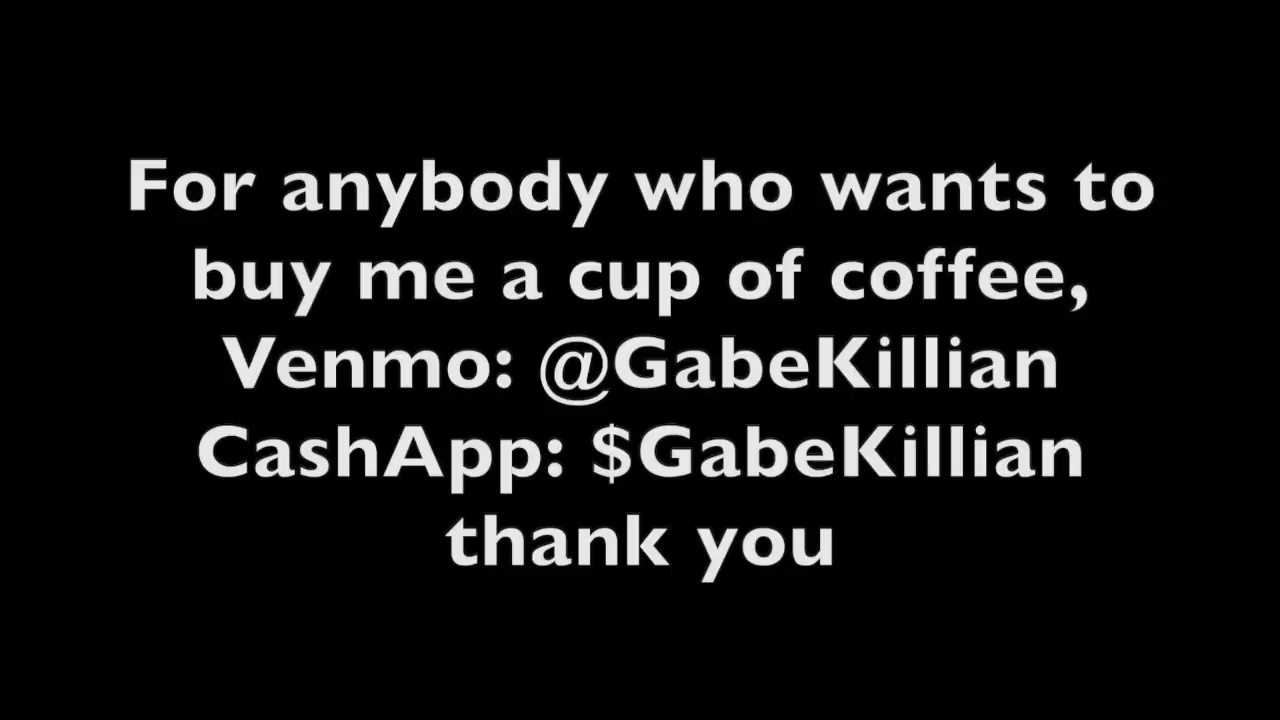 For anybody who wants to
buy me a cup of coffee,
Venmo: @GabeKillian
CashApp: $GabeKillian
thank you